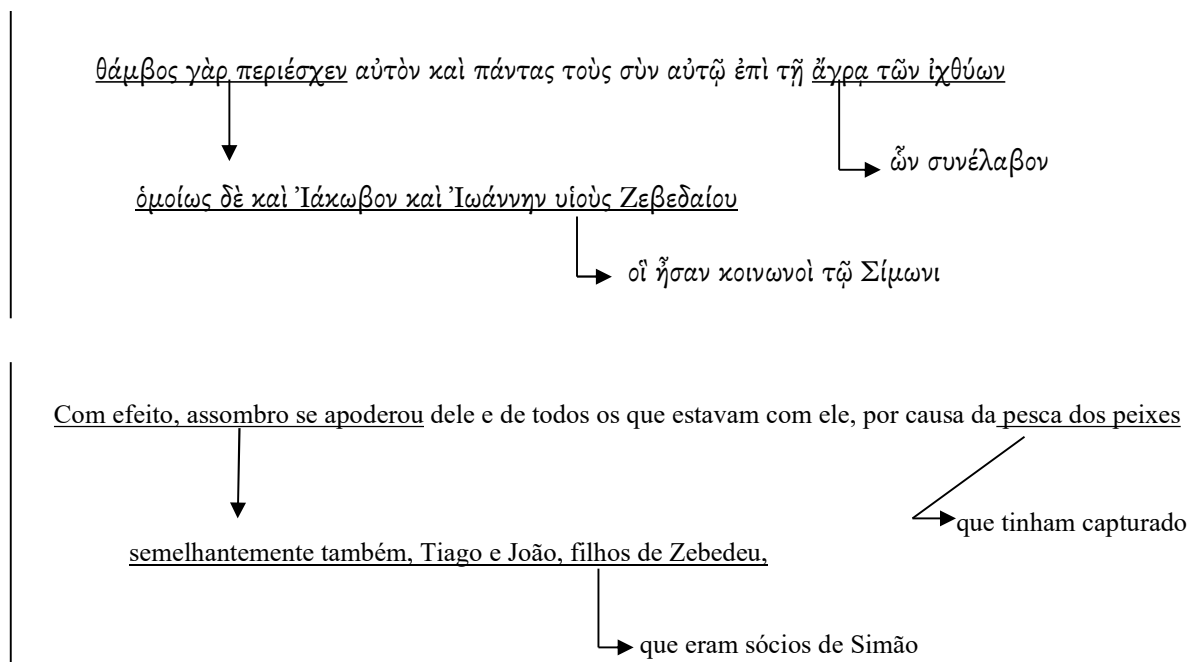 θάμβος γὰρ περιέσχεν αὐτὸν καὶ πάντας τοὺς σὺν αὐτῷ ἐπὶ τῇ ἄγρᾳ τῶν ἰχθύων
ὧν συνέλαβον
ὁμοίως δὲ καὶ Ἰάκωβον καὶ Ἰωάννην υἱοὺς Ζεβεδαίου
οἳ ἦσαν κοινωνοὶ τῷ Σίμωνι
Com efeito, assombro se apoderou dele e de todos os que estavam com ele, por causa da pesca dos peixes
que tinham capturado
semelhantemente também, Tiago e João, filhos de Zebedeu,
que eram sócios de Simão